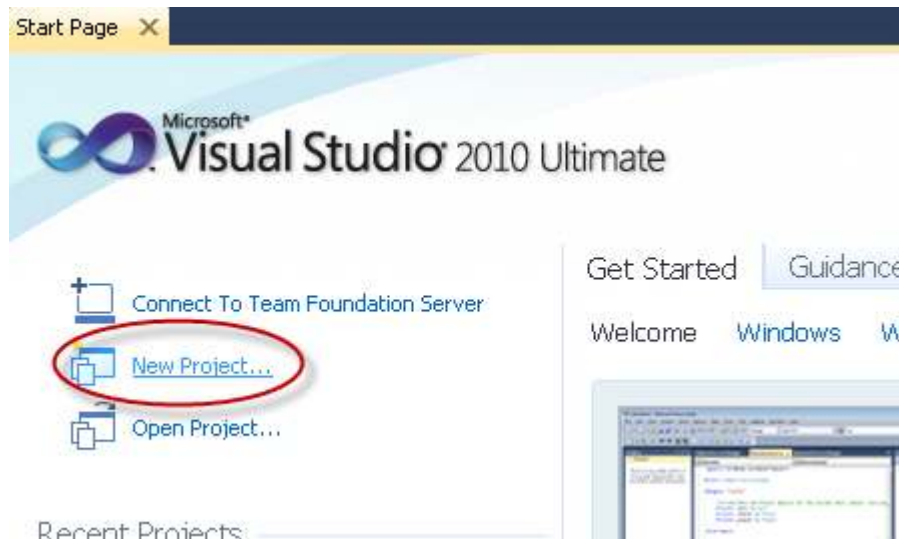 Start Page
Microsoft®
Visual Studio® 2010 Ultimate
Connect To Team Foundation Server
New Project...
Open Project...
Recent Projects
Get Started Guidance
Welcome Windows W